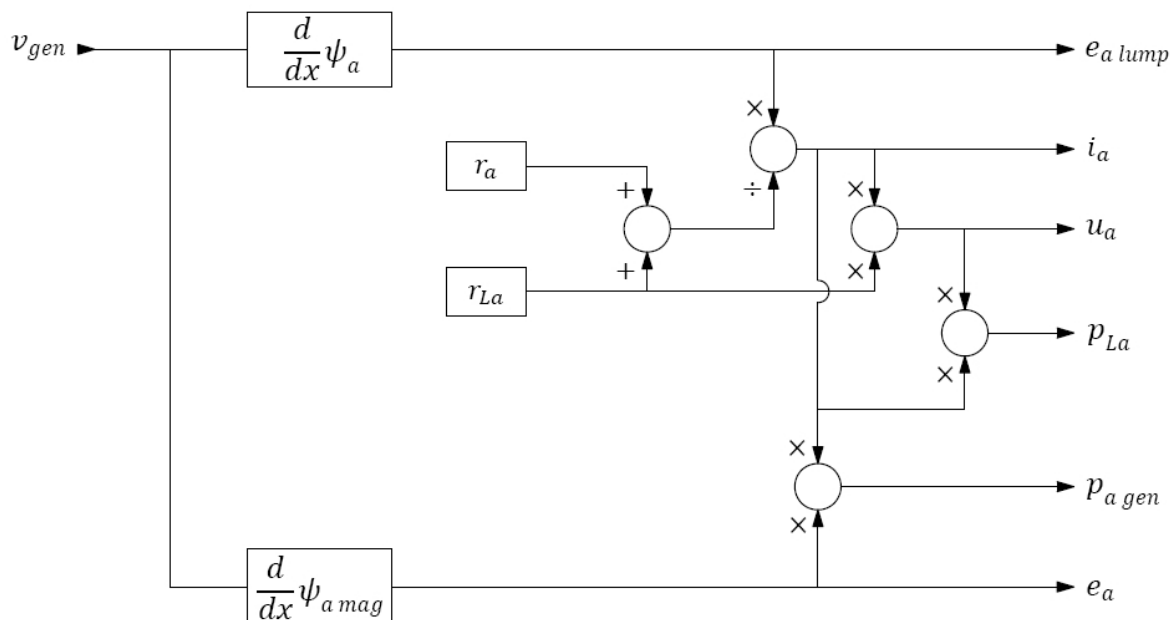 v_gen
d/dx ψ_a
e_a lump
×
i_a
r_a
÷
+
×
u_a
+
×
r_La
×
p_La
×
×
p_a gen
×
d/dx ψ_a mag
e_a